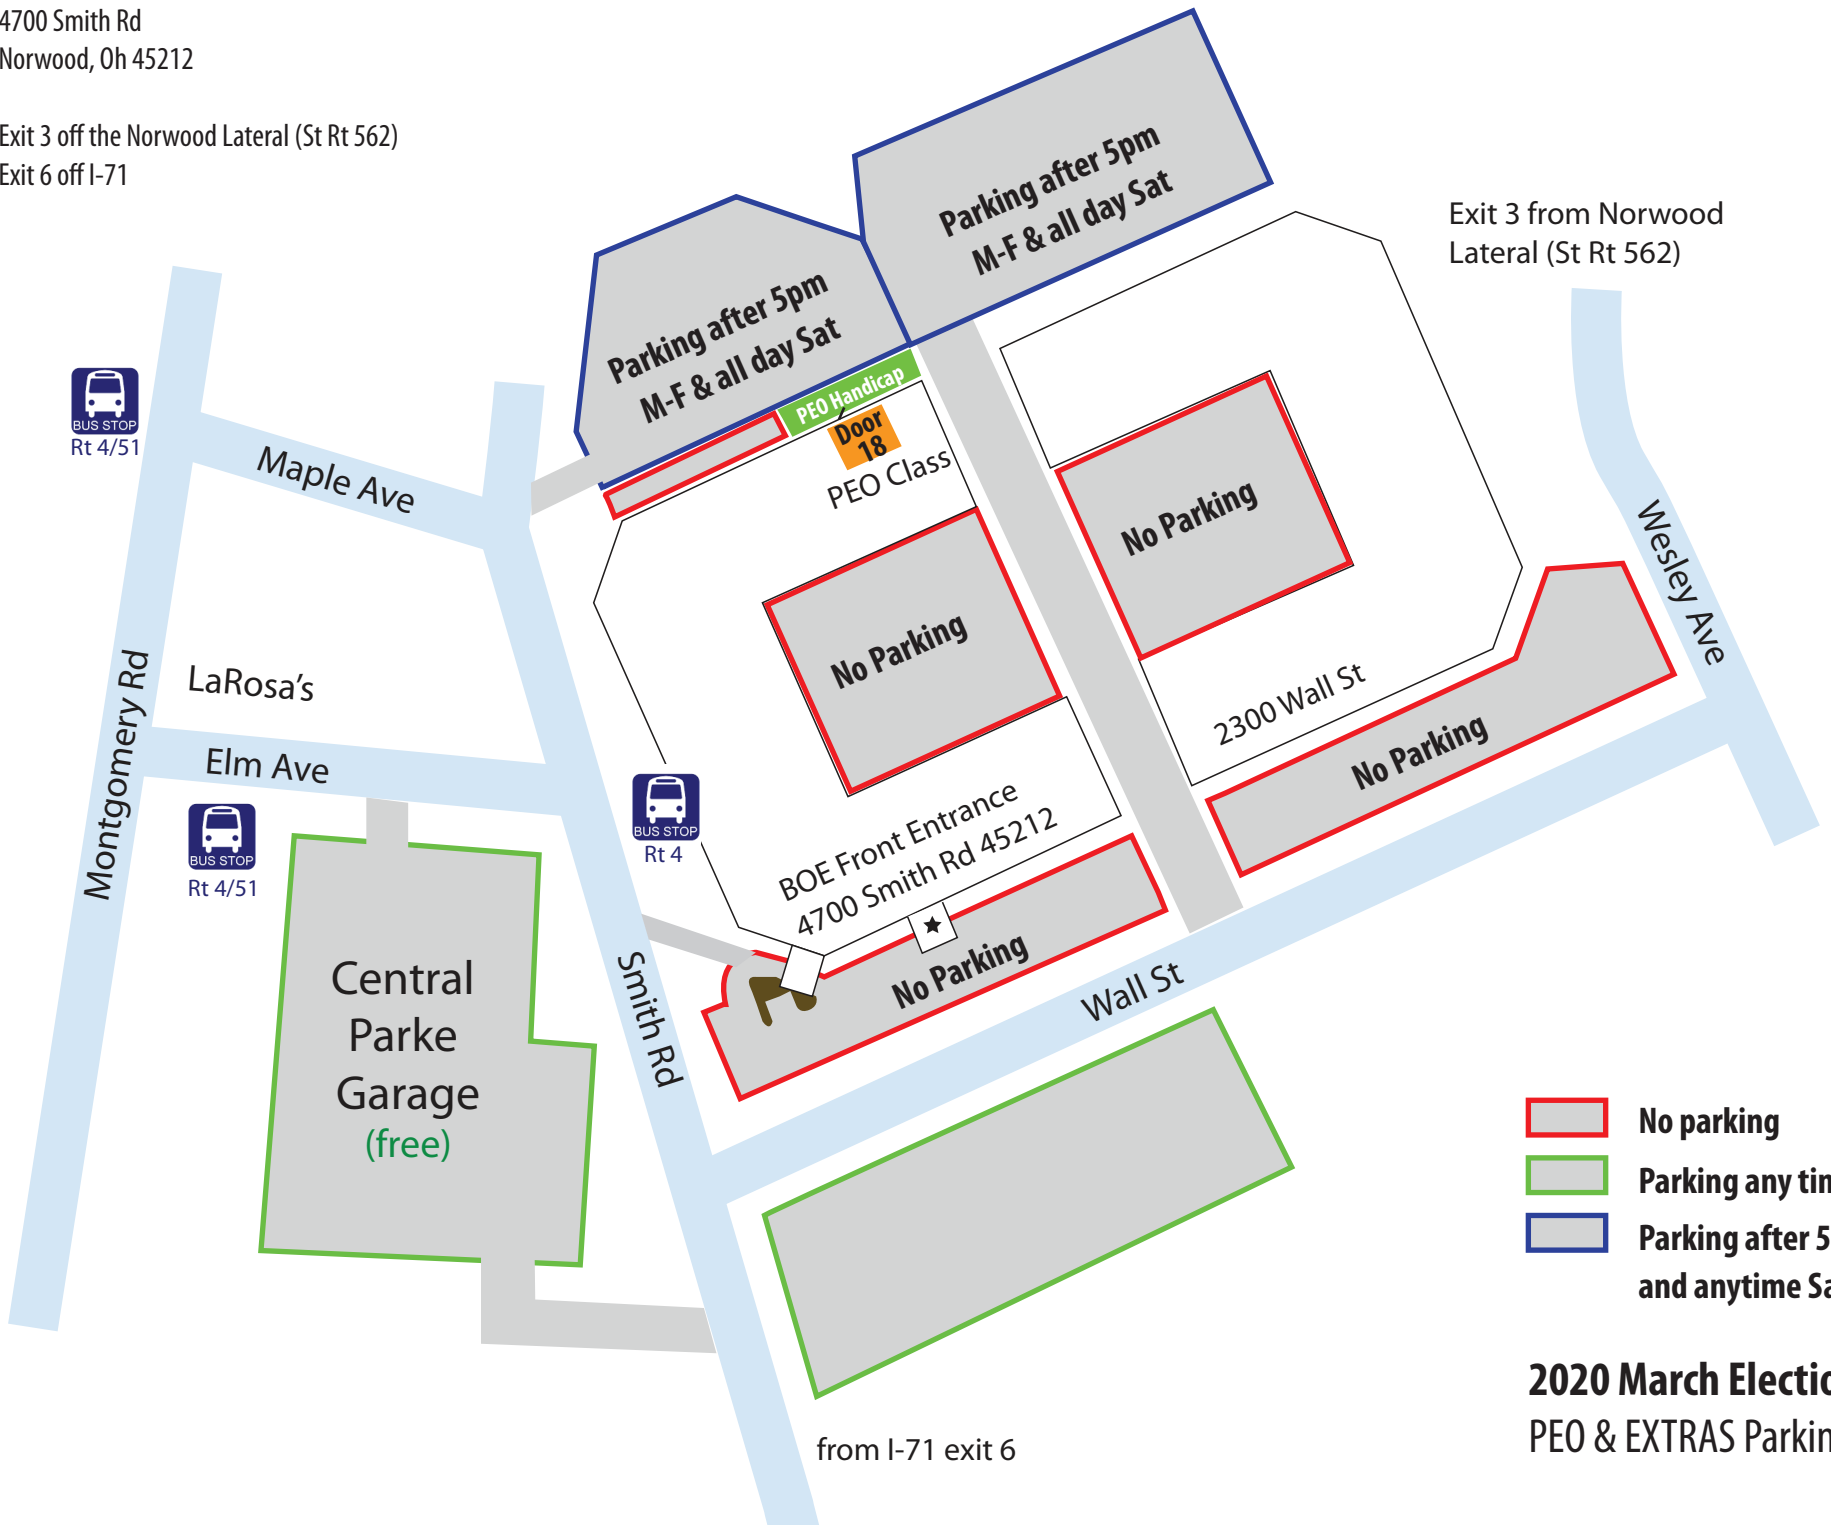 4700 Smith Rd
Norwood, Oh 45212
Exit 3 off the Norwood Lateral (St Rt 562)
Exit 6 off I-71
Parking after 5pm
M-F & all day Sat
Parking after 5pm
M-F & all day Sat
Exit 3 from Norwood
Lateral (St Rt 562)
BUS STOP
Rt 4/51
Maple Ave
PEO Handicap
Door
18
PEO Class
No Parking
No Parking
Wesley Ave
LaRosa's
Montgomery Rd
Elm Ave
BUS STOP
Rt 4/51
BUS STOP
Rt 4
2300 Wall St
No Parking
BOE Front Entrance
4700 Smith Rd 45212
No Parking
Wall St
Smith Rd
Central
Parke
Garage
(free)
No parking
Parking any
Parking after 5
and anytime
2020 March
PEO & EXTRAS
from I-71 exit 6